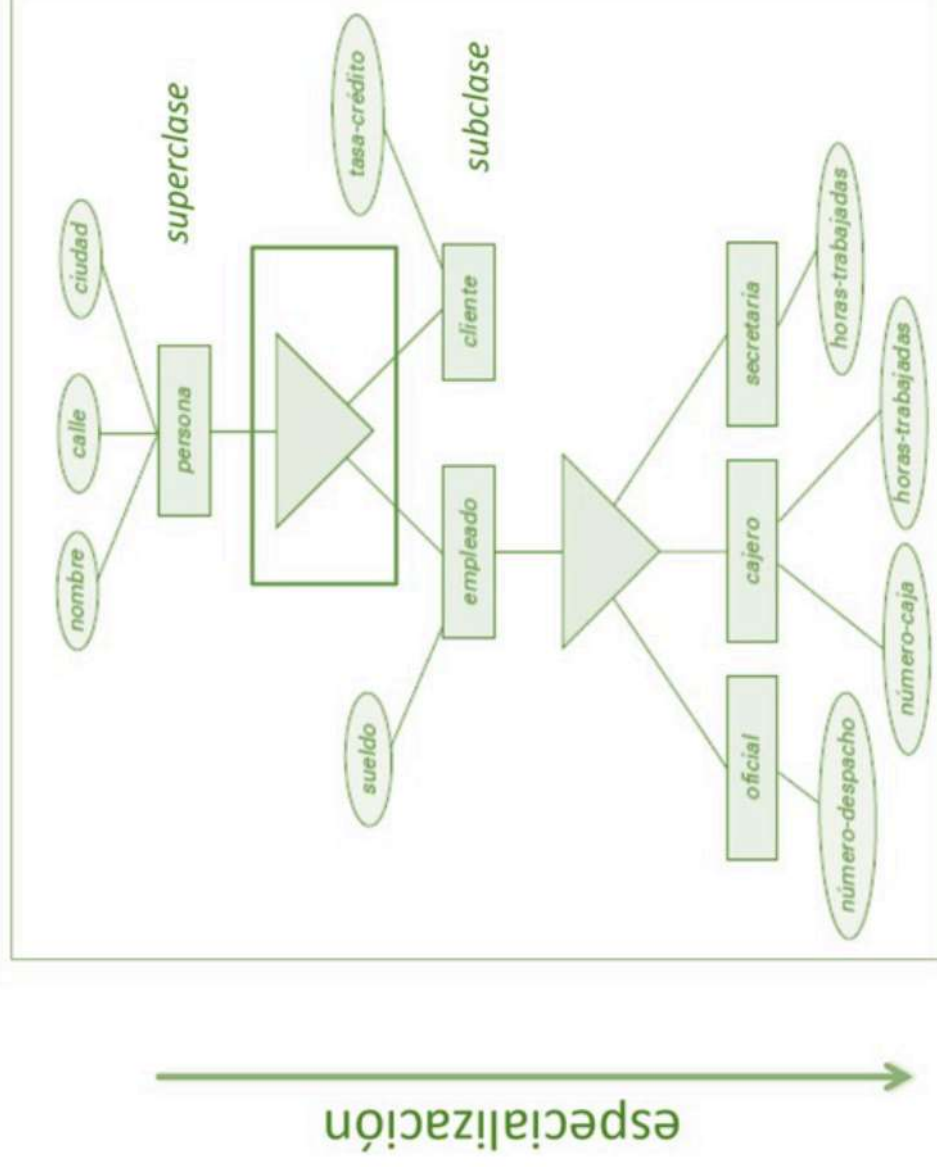 especialización
nombre
calle
ciudad
persona
superclase
sueldo
tasa-crédito
empleado
cliente
subclase
oficial
cajero
secretaria
número-despacho
número-caja
horas-trabajadas
horas-trabajadas